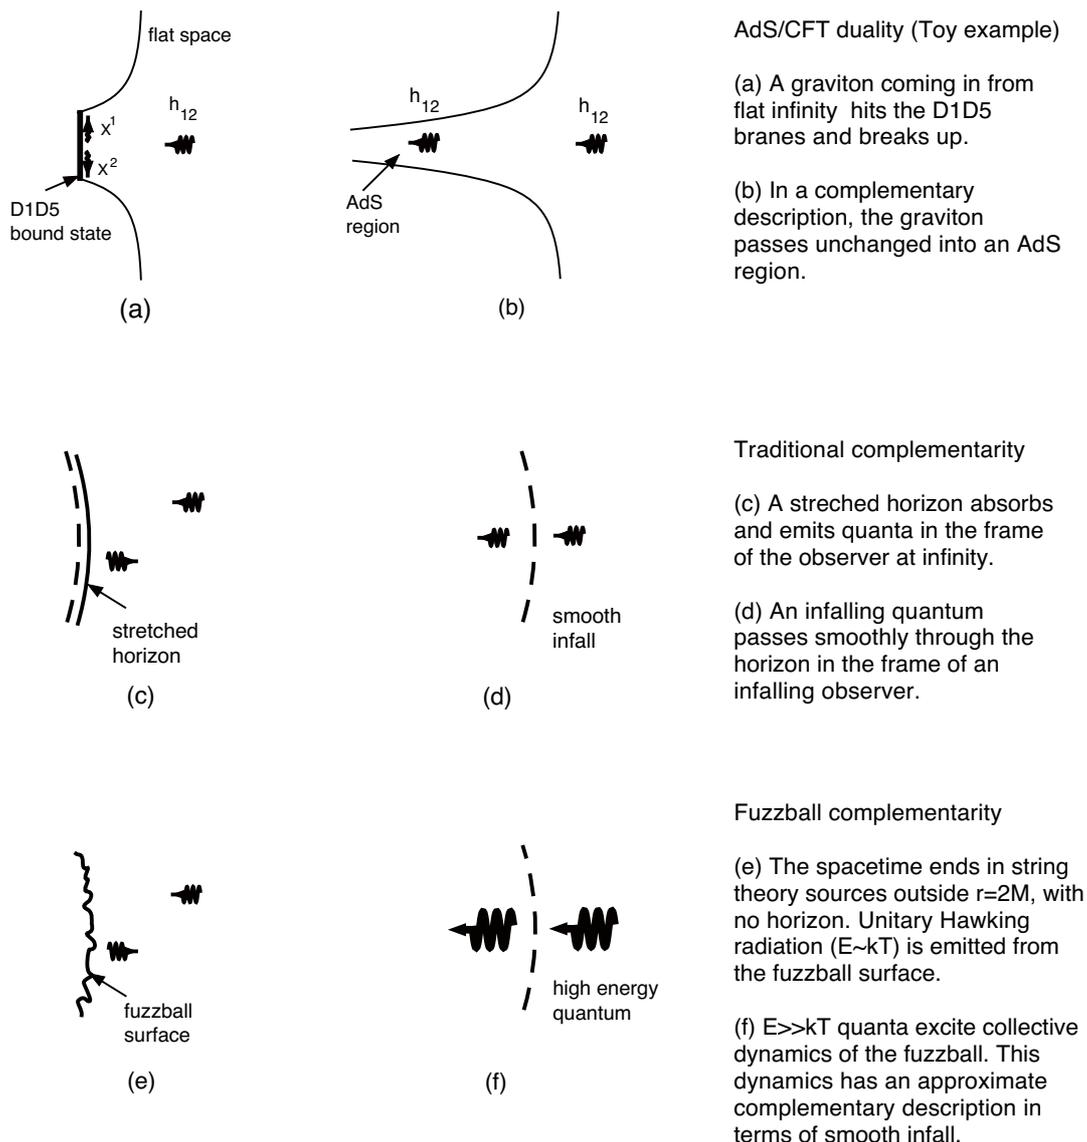 flat space
h12
X1
X2
D1D5
bound state
(a)
h12
h12
AdS
region
(b)
AdS/CFT duality (Toy example)
(a) A graviton coming in from
flat infinity hits the D1D5
branes and breaks up.
(b) In a complementary
description, the graviton
passes unchanged into an AdS
region.
stretched
horizon
(c)
smooth
infall
(d)
Traditional complementarity
(c) A streched horizon absorbs
and emits quanta in the frame
of the observer at infinity.
(d) An infalling quantum
passes smoothly through the
horizon in the frame of an
infalling observer.
fuzzball
surface
(e)
high energy
quantum
(f)
Fuzzball complementarity
(e) The spacetime ends in string
theory sources outside r=2M, with
no horizon. Unitary Hawking
radiation (E~kT) is emitted from
the fuzzball surface.
(f) E>>kT quanta excite collective
dynamics of the fuzzball. This
dynamics has an approximate
complementary description in
terms of smooth infall.